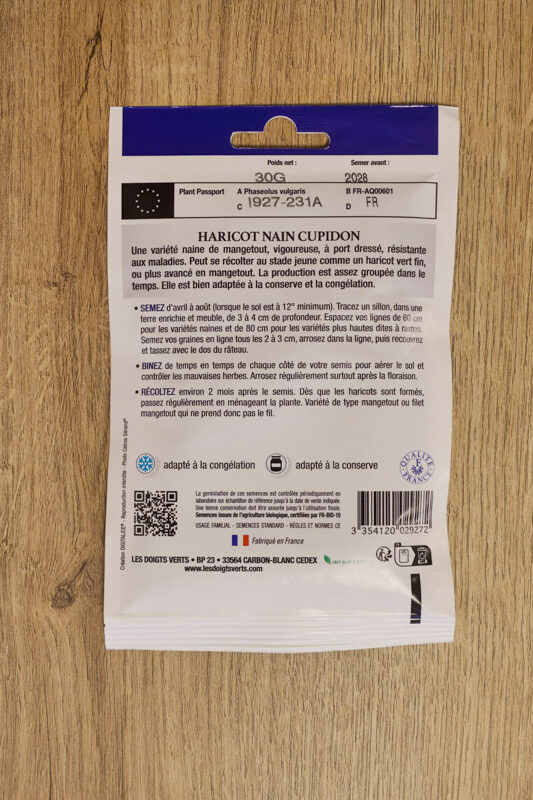 Poids net :
Semer avant :
30G
2028
Plant Passport
A Phaseolus vulgaris
B FR-AQ00601
C 1927-231A
D FR
HARICOT NAIN CUPIDON
Une variété naine de mangetout, vigoureuse, à port dressé, résistante
aux maladies. Peut se récolter au stade jeune comme un haricot vert fin,
ou plus avancé en mangetout. La production est assez groupée dans le
temps. Elle est bien adaptée à la conserve et la congélation.
• SEMEZ d'avril à août (lorsque le sol est à 12° minimum). Tracez un sillon, dans une
terre enrichie et meuble, de 3 à 4 cm de profondeur. Espacez vos lignes de 60 cm
pour les variétés naines et de 80 cm pour les variétés plus hautes dites à rames.
Semez vos graines en ligne tous les 2 à 3 cm, arrosez dans la ligne, puis recouvrez
et tassez avec le dos du râteau.
• BINEZ de temps en temps de chaque côté de votre semis pour aérer le sol et
contrôler les mauvaises herbes. Arrosez régulièrement surtout après la floraison.
• RÉCOLTEZ environ 2 mois après le semis. Dès que les haricots sont formés,
passez régulièrement en ménageant la plante. Variété de type mangetout ou filet
mangetout qui ne prend donc pas le fil.
adapté à la congélation
adapté à la conserve
QUALITÉ
FRANCE
Création DIGITALICE® - Reproduction interdite - Photo Catros Gérand®
La germination de ces semences est contrôlée périodiquement en
laboratoire sur échantillon de référence jusqu'à la date de vente indiquée.
Une bonne conservation doit être assurée jusqu'à l'utilisation finale.
Semences issues de l'agriculture biologique, certifiées par FR-BIO-10
USAGE FAMILIAL - SEMENCES STANDARD - RÈGLES ET NORMES CE
3 354120 029272
Fabriqué en France
LES DOIGTS VERTS • BP 23 • 33564 CARBON-BLANC CEDEX
IMPRIM'VERT
www.lesdoigtsverts.com